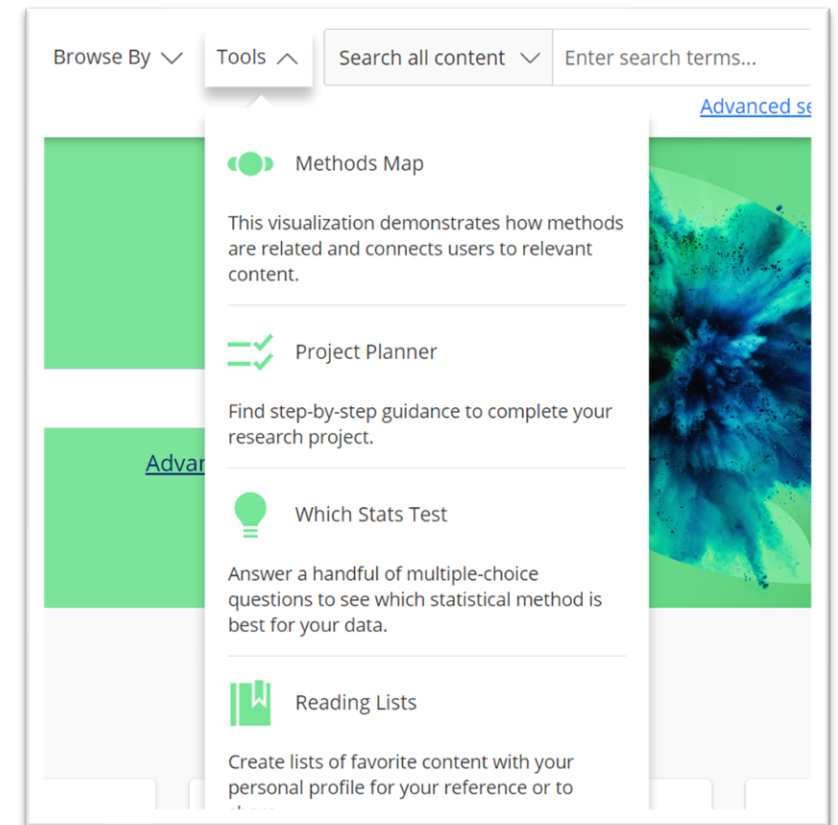 Browse By
Tools
Search all content
Enter search terms...
Advanced se
Methods Map
This visualization demonstrates how methods
are related and connects users to relevant
content.
Project Planner
Find step-by-step guidance to complete your
research project.
Advan
Which Stats Test
Answer a handful of multiple-choice
questions to see which statistical method is
best for your data.
Reading Lists
Create lists of favorite content with your
personal profile for your reference or to